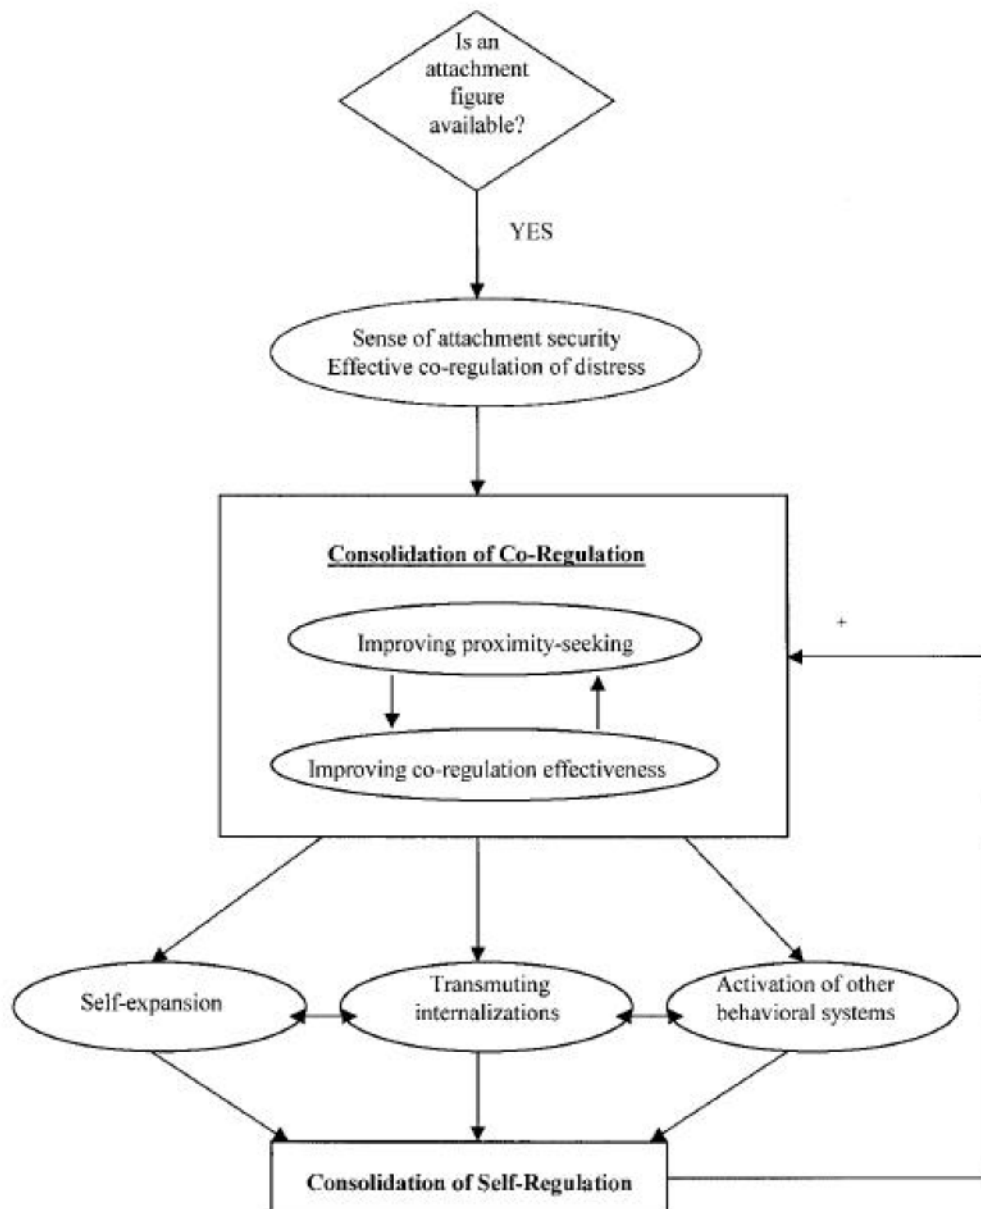 Is an
attachment
figure
available?
YES
Sense of attachment security
Effective co-regulation of distress
Consolidation of Co-Regulation
+
Improving proximity-seeking
Improving co-regulation effectiveness
Self-expansion
Transmuting
internalizations
Activation of other
behavioral systems
Consolidation of Self-Regulation